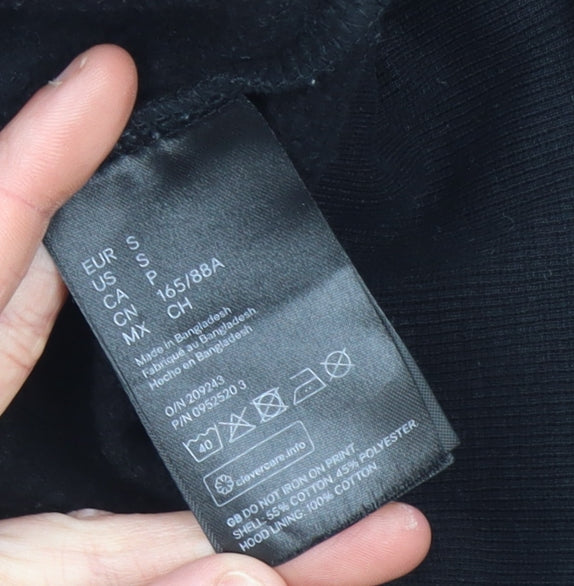 EUR S
US S
CA P
CN 165/88A
MX CH
Made in Bangladesh
Fabriqué au Bangladesh
Hecho en Bangladesh
O/N 209243
P/N 0952520 3
40
clevercare.info
GB DO NOT IRON ON PRINT
SHELL: 55% COTTON 45% POLYESTER.
HOOD LINING: 100% COTTON